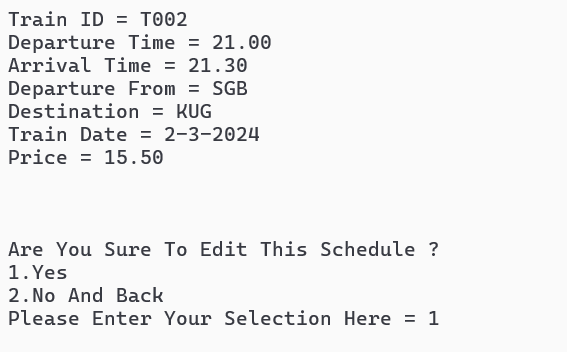 Train ID = T002
Departure Time = 21.00
Arrival Time = 21.30
Departure From = SGB
Destination = KUG
Train Date = 2-3-2024
Price = 15.50
Are You Sure To Edit This Schedule ?
1.Yes
2.No And Back
Please Enter Your Selection Here = 1